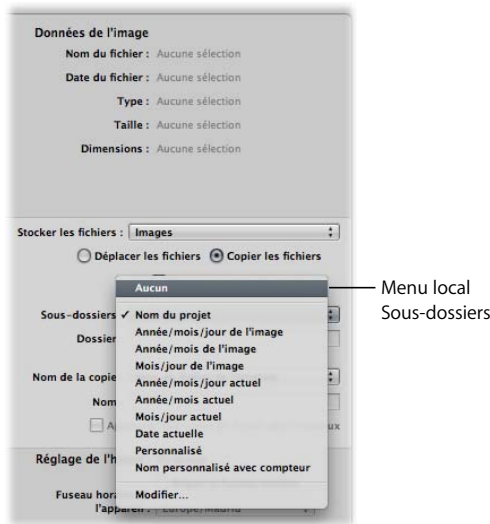 Données de l'image
Nom du fichier : Aucune sélection
Date du fichier : Aucune sélection
Type : Aucune sélection
Taille : Aucune sélection
Dimensions : Aucune sélection
Stocker les fichiers : Images
Déplacer les fichiers Copier les fichiers
Aucun
Menu local
Sous-dossiers
Sous-dossiers ✓ Nom du projet
Année/mois/jour de l'image
Dossier
Année/mois de l'image
Mois/jour de l'image
Nom de la copie
Année/mois/jour actuel
Année/mois actuel
Nom
Mois/jour actuel
Date actuelle
Personnalisé
Réglage de l'h
Nom personnalisé avec compteur
Fuseau hor
Modifier...
l'appareil : Europe/Madrid